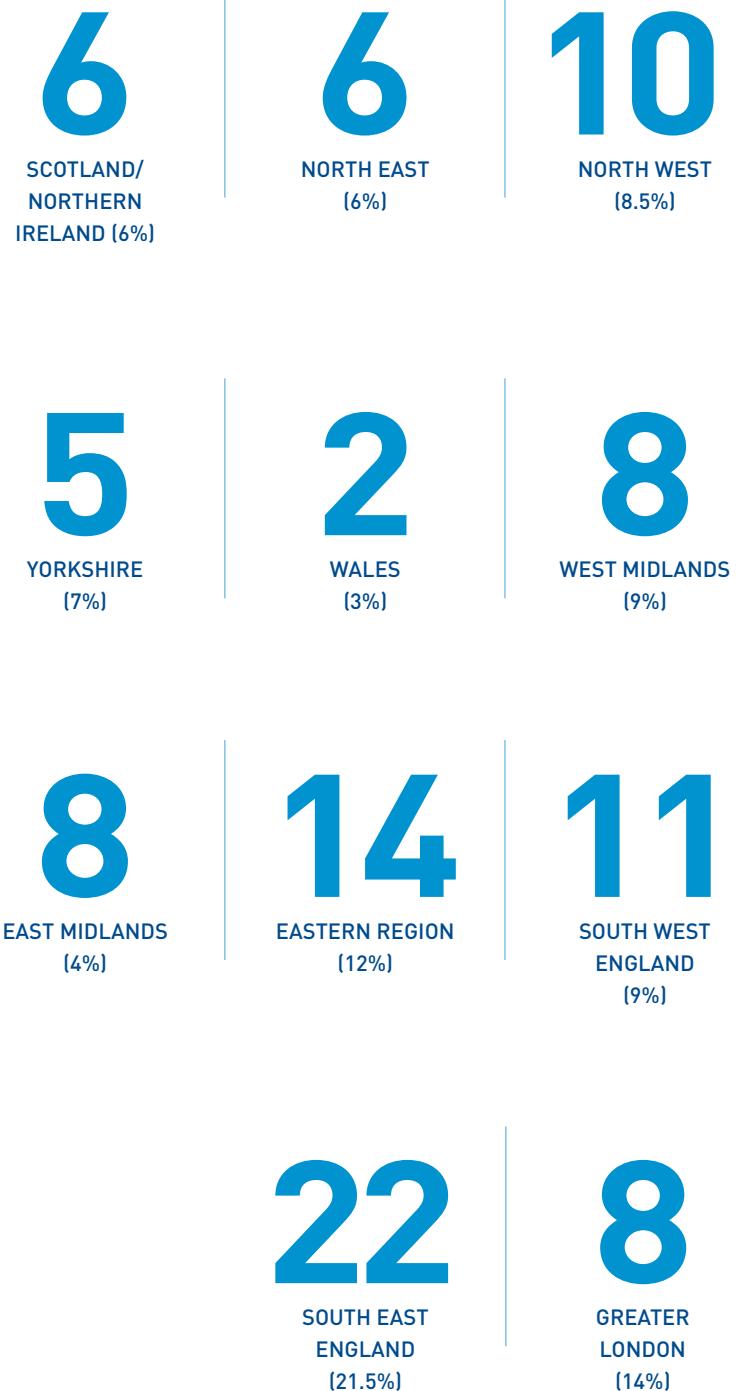 6
SCOTLAND/
NORTHERN
IRELAND (6%)
6
NORTH EAST
(6%)
10
NORTH WEST
(8.5%)
5
YORKSHIRE
(7%)
2
WALES
(3%)
8
WEST MIDLANDS
(9%)
8
EAST MIDLANDS
(4%)
14
EASTERN REGION
(12%)
11
SOUTH WEST
ENGLAND
(9%)
22
SOUTH EAST
ENGLAND
(21.5%)
8
GREATER
LONDON
(14%)